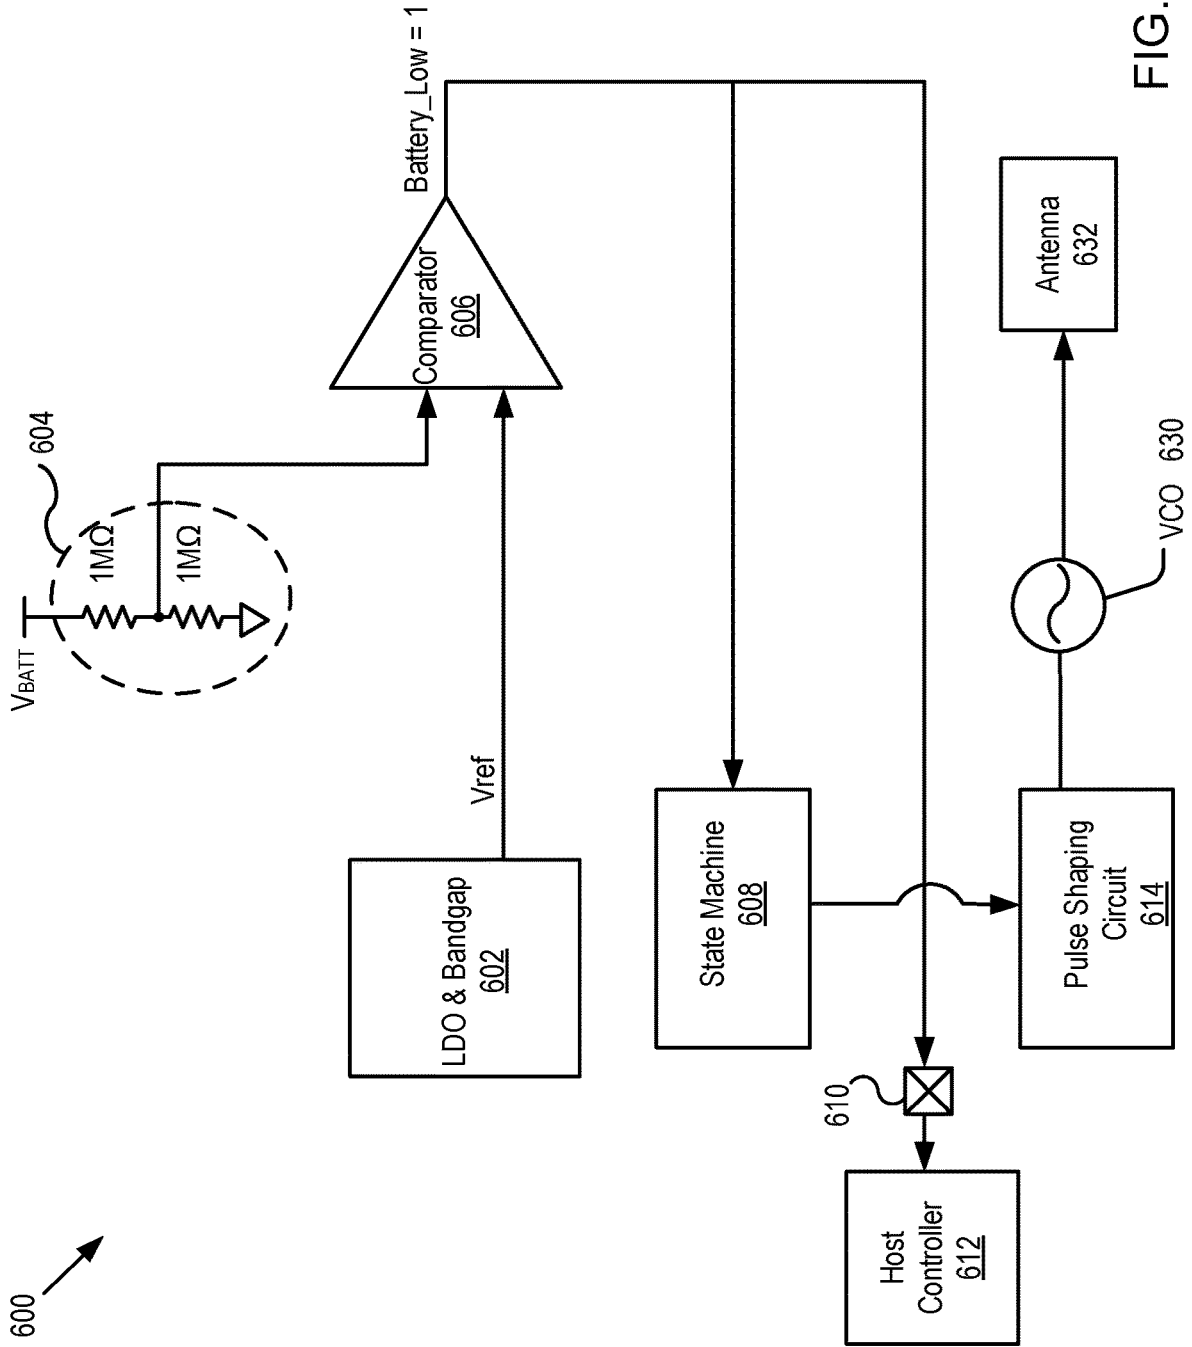 600
VBATT
604
1MΩ
1MΩ
LDO & Bandgap
602
Vref
Comparator
606
Battery_Low = 1
State Machine
608
610
Host
Controller
612
Pulse Shaping
Circuit
614
VCO 630
Antenna
632
FIG.